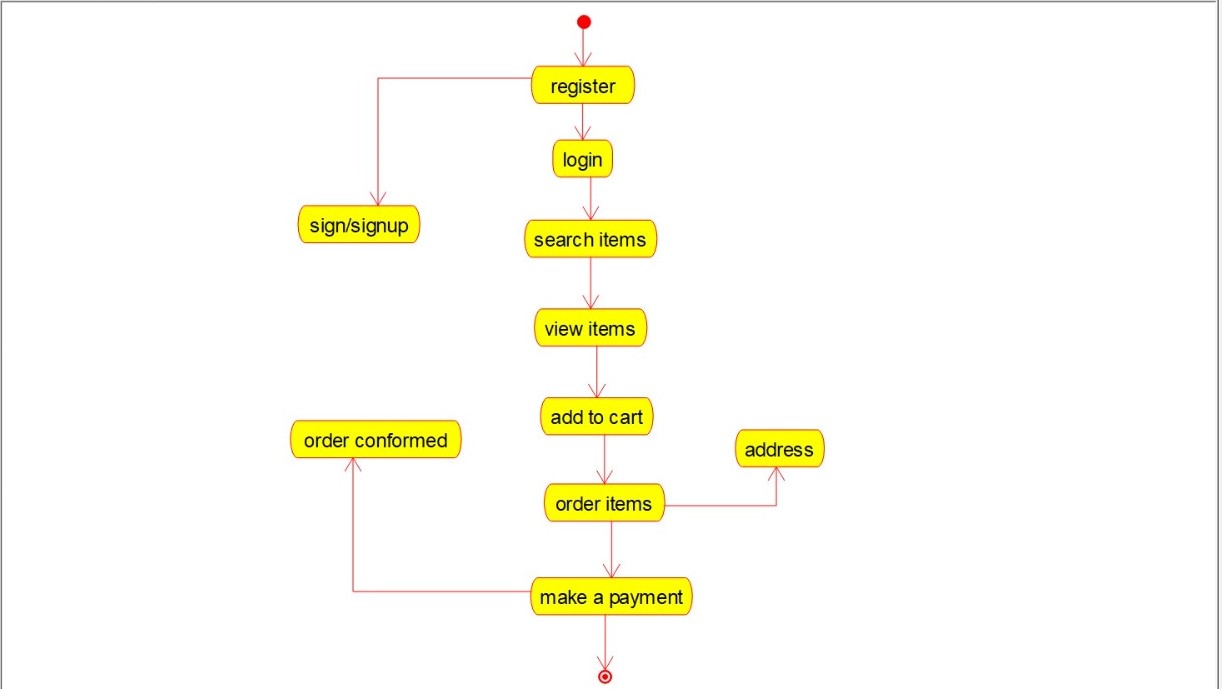 register
login
sign/signup
search items
view items
add to cart
order conformed
address
order items
make a payment